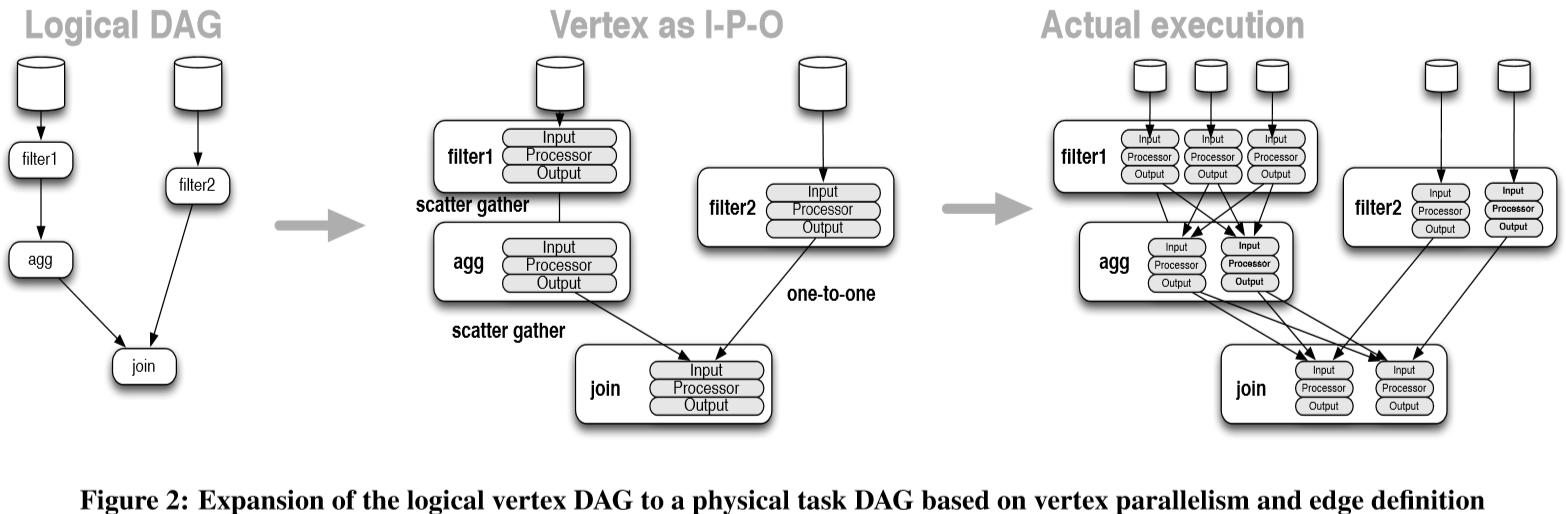 Logical DAG
filter1
filter2
agg
join
Vertex as I-P-O
filter1
Input
Processor
Output
scatter gather
filter2
Input
Processor
Output
agg
Input
Processor
Output
one-to-one
scatter gather
join
Input
Processor
Output
Actual execution
filter1
Input Input Input
Processor Processor Processor
Output Output Output
filter2
Input Input
Processor Processor
Output Output
agg
Input Input
Processor Processor
Output Output
join
Input Input
Processor Processor
Output Output
Figure 2: Expansion of the logical vertex DAG to a physical task DAG based on vertex parallelism and edge definition